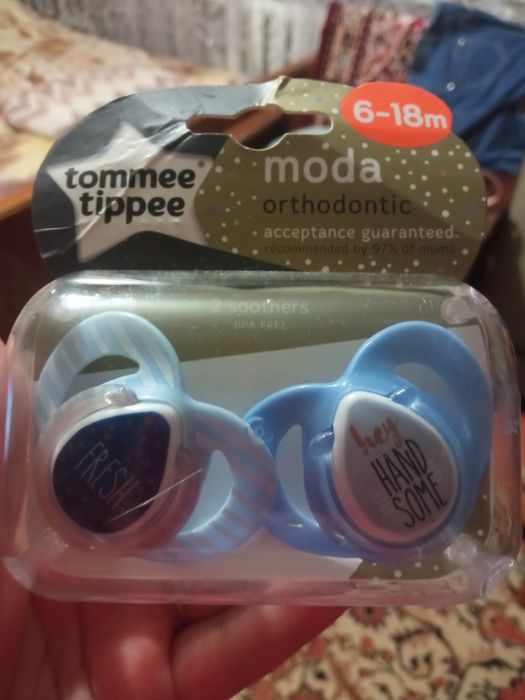 6-18m
tommee®
tippee
moda
orthodontic
acceptance guaranteed.
recommended by 97% of mums
2 soothers
BPA FREE
FRESH
hey
HAND
SOME